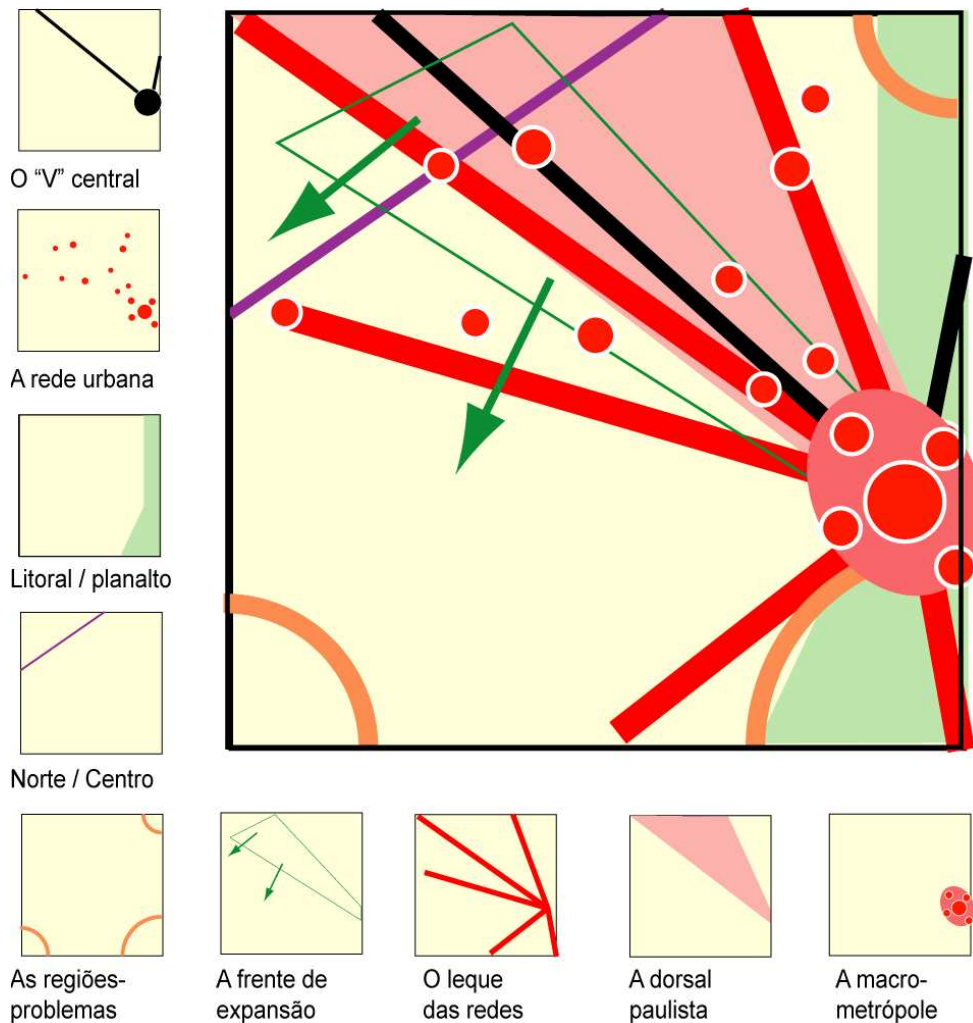 O “V” central
A rede urbana
Litoral / planalto
Norte / Centro
As regiões-
problemas
A frente de
expansão
O leque
das redes
A dorsal
paulista
A macro-
metrópole